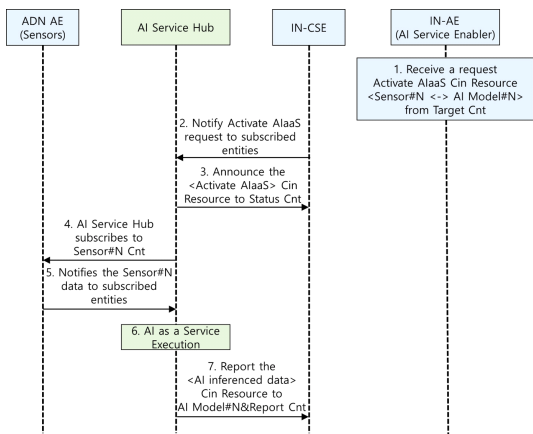 ADN AE
(Sensors)
AI Service Hub
IN-CSE
IN-AE
(AI Service Enabler)
1. Receive a request
Activate AIaaS Cin Resource
<Sensor#N <-> AI Model#N>
from Target Cnt
2. Notify Activate AIaaS
request to subscribed
entities
3. Announce the
<Activate AIaaS> Cin
Resource to Status Cnt
4. AI Service Hub
subscribes to
Sensor#N Cnt
5. Notifies the Sensor#N
data to subscribed
entities
6. AI as a Service
Execution
7. Report the
<AI inferenced data>
Cin Resource to
AI Model#N&Report Cnt